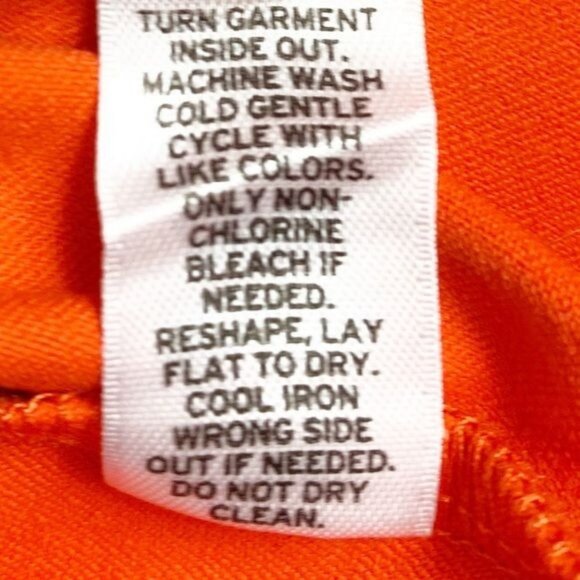 TURN GARMENT
INSIDE OUT.
MACHINE WASH
COLD GENTLE
CYCLE WITH
LIKE COLORS.
ONLY NON-
CHLORINE
BLEACH IF
NEEDED.
RESHAPE, LAY
FLAT TO DRY.
COOL IRON
WRONG SIDE
OUT IF NEEDED.
DO NOT DRY
CLEAN.